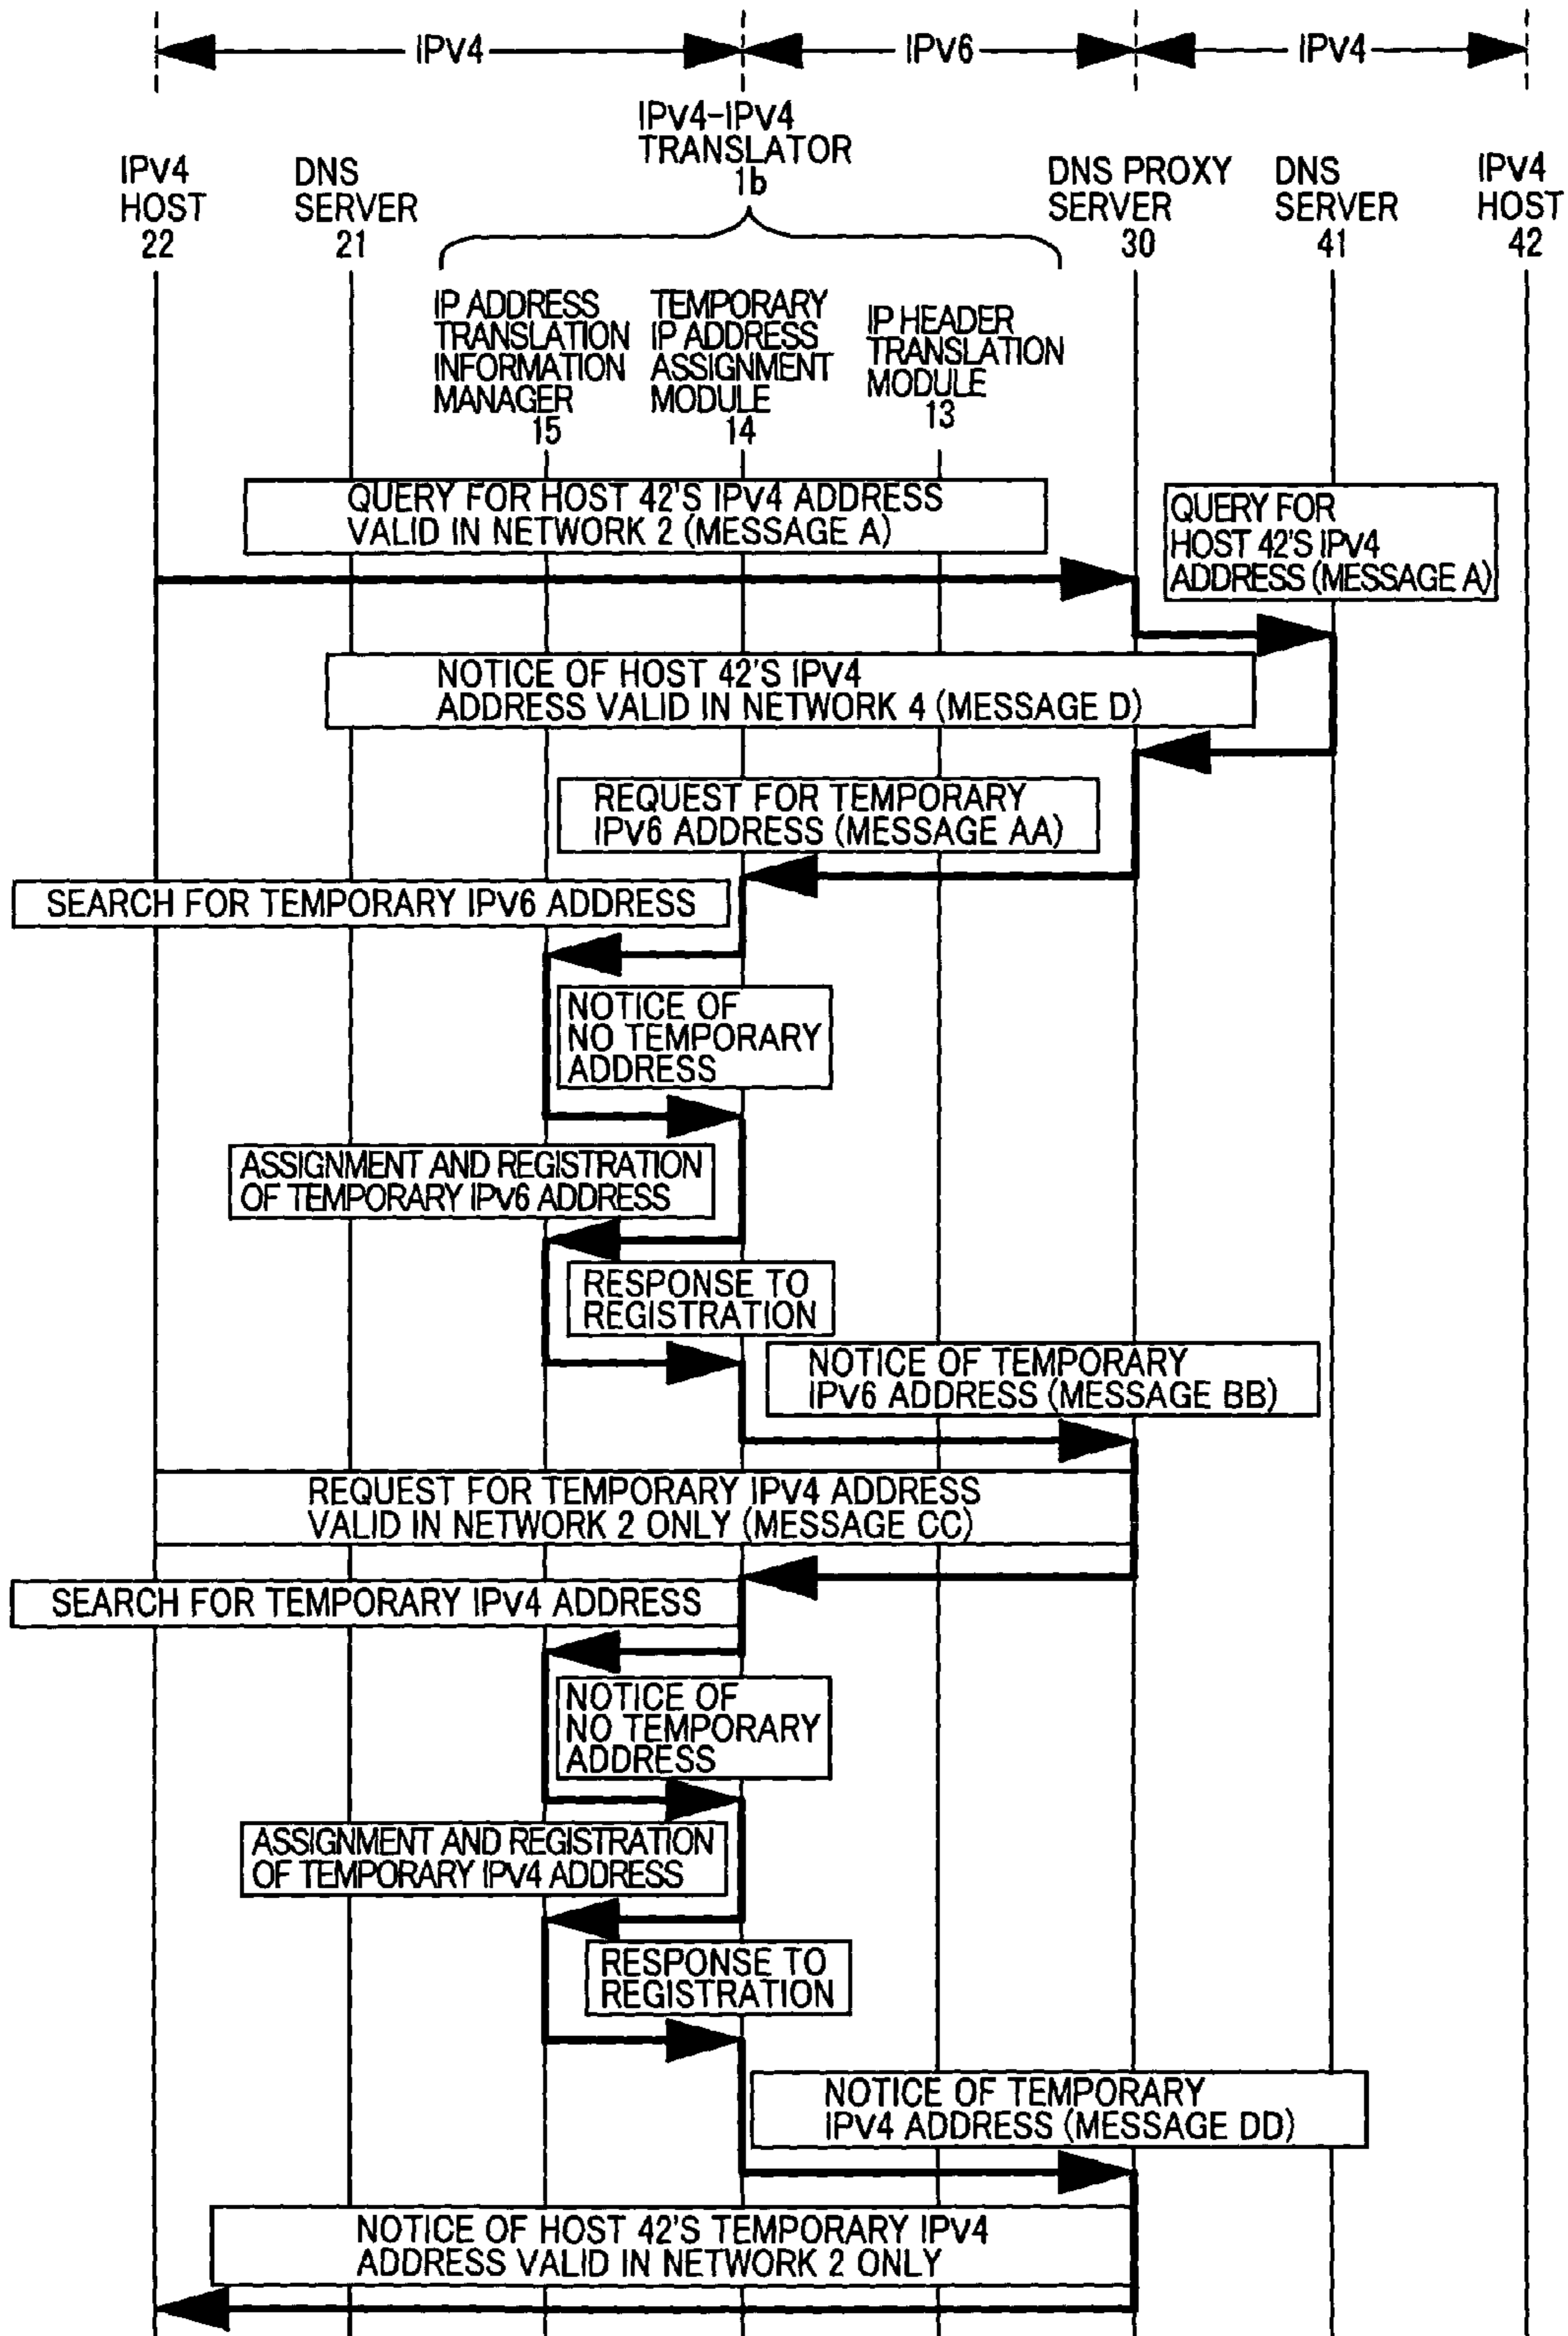 IPV4
IPV6
IPV4
IPV4-IPV4
TRANSLATOR
1b
IPV4
HOST
22
DNS
SERVER
21
DNS PROXY
SERVER
30
DNS
SERVER
41
IPV4
HOST
42
IP ADDRESS
TRANSLATION
INFORMATION
MANAGER
15
TEMPORARY
IP ADDRESS
ASSIGNMENT
MODULE
14
IP HEADER
TRANSLATION
MODULE
13
QUERY FOR HOST 42'S IPV4 ADDRESS
VALID IN NETWORK 2 (MESSAGE A)
QUERY FOR
HOST 42'S IPV4
ADDRESS (MESSAGE A)
NOTICE OF HOST 42'S IPV4
ADDRESS VALID IN NETWORK 4 (MESSAGE D)
REQUEST FOR TEMPORARY
IPV6 ADDRESS (MESSAGE AA)
SEARCH FOR TEMPORARY IPV6 ADDRESS
NOTICE OF
NO TEMPORARY
ADDRESS
ASSIGNMENT AND REGISTRATION
OF TEMPORARY IPV6 ADDRESS
RESPONSE TO
REGISTRATION
NOTICE OF TEMPORARY
IPV6 ADDRESS (MESSAGE BB)
REQUEST FOR TEMPORARY IPV4 ADDRESS
VALID IN NETWORK 2 ONLY (MESSAGE CC)
SEARCH FOR TEMPORARY IPV4 ADDRESS
NOTICE OF
NO TEMPORARY
ADDRESS
ASSIGNMENT AND REGISTRATION
OF TEMPORARY IPV4 ADDRESS
RESPONSE TO
REGISTRATION
NOTICE OF TEMPORARY
IPV4 ADDRESS (MESSAGE DD)
NOTICE OF HOST 42'S TEMPORARY IPV4
ADDRESS VALID IN NETWORK 2 ONLY